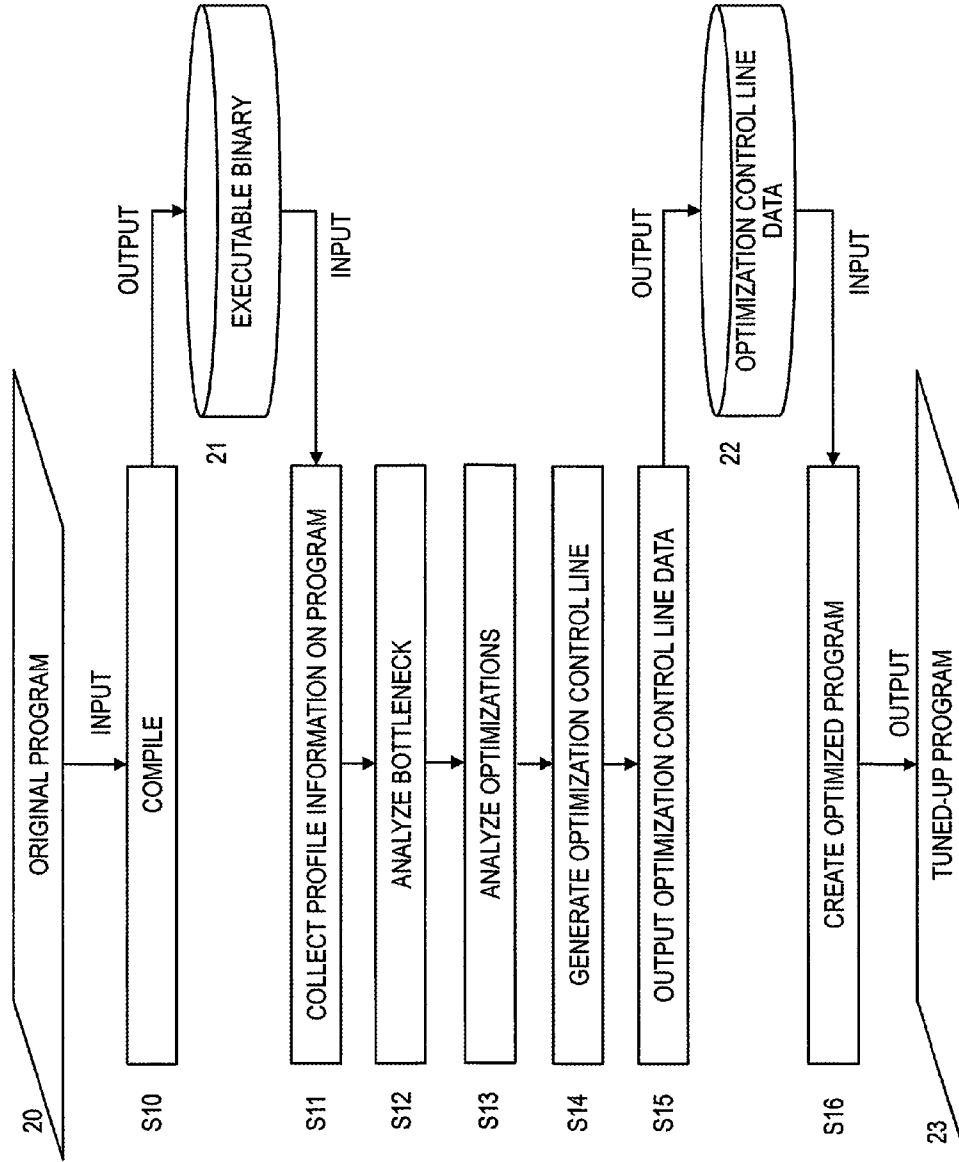 20
ORIGINAL PROGRAM
INPUT
S10
COMPILE
OUTPUT
21
EXECUTABLE BINARY
INPUT
S11
COLLECT PROFILE INFORMATION ON PROGRAM
S12
ANALYZE BOTTLENECK
S13
ANALYZE OPTIMIZATIONS
S14
GENERATE OPTIMIZATION CONTROL LINE
S15
OUTPUT OPTIMIZATION CONTROL LINE DATA
OUTPUT
22
OPTIMIZATION CONTROL LINE
DATA
INPUT
S16
CREATE OPTIMIZED PROGRAM
OUTPUT
23
TUNED-UP PROGRAM